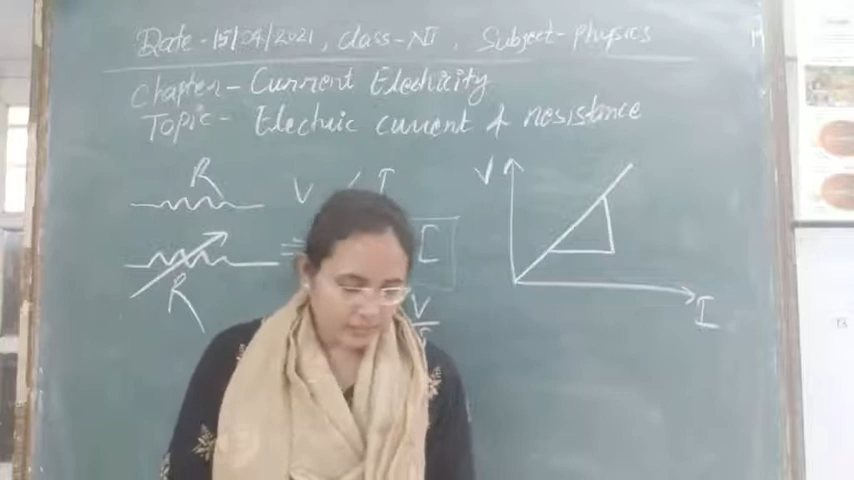 Date - 15/04/2021, class - XII, Subject - Physics
Chapter - Current Electricity
Topic - Electric current & resistance
R
V I
V
R
V
I